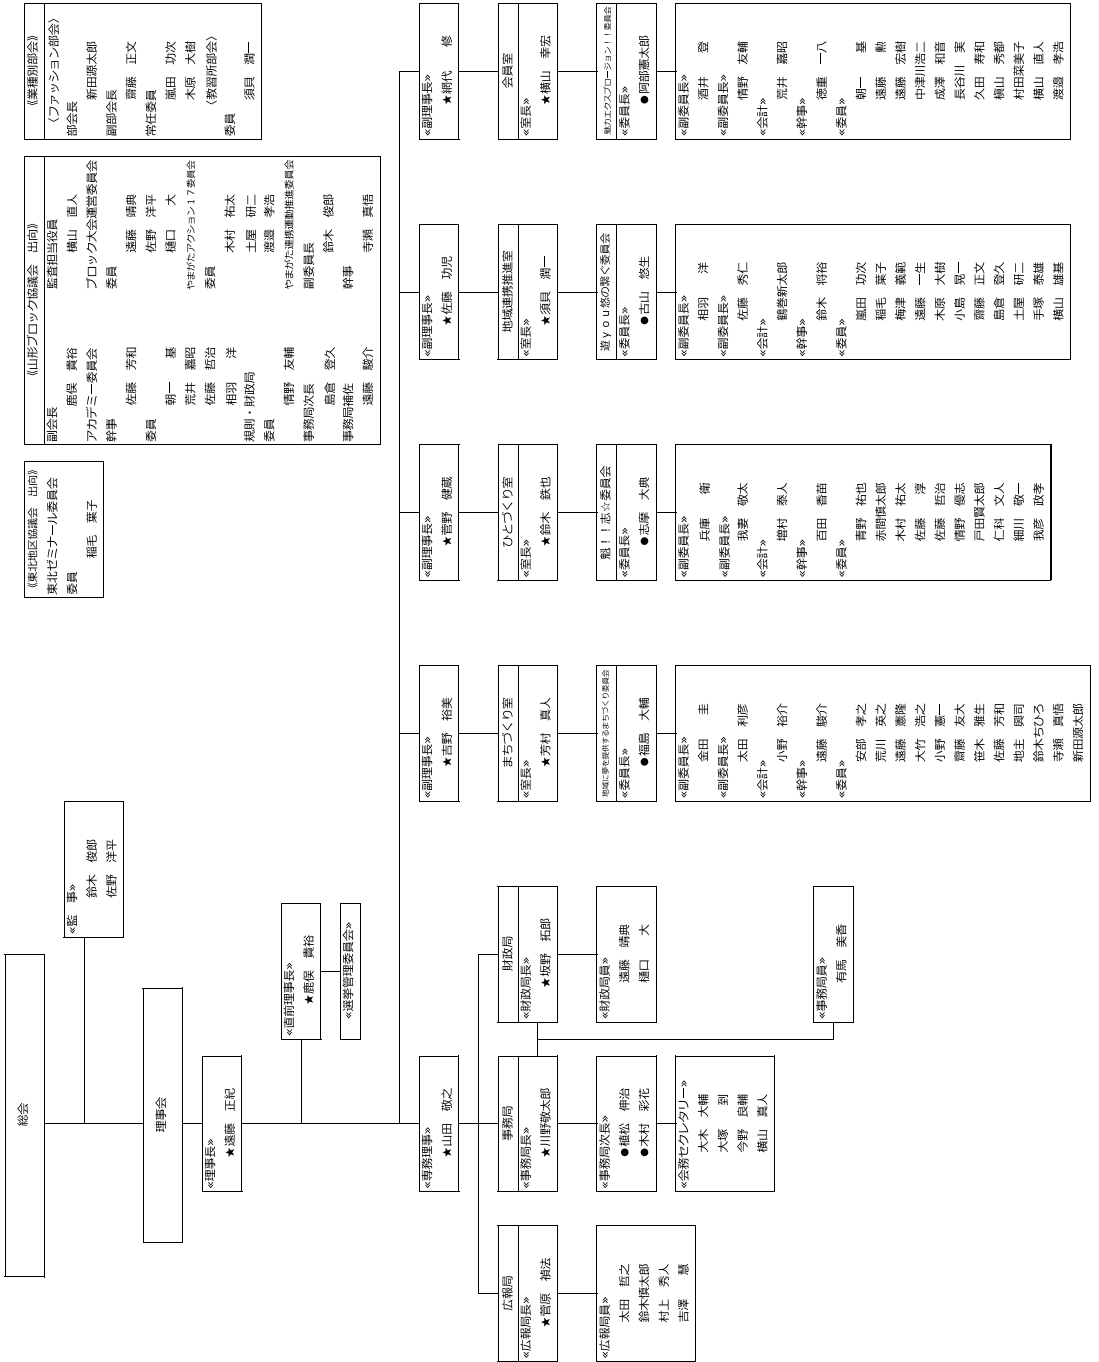 総会
《監　事》
鈴木　俊郎
佐野　洋平
理事会
《理事長》
★遠藤　正紀
《直前理事長》
★鹿俣　貴裕
《選挙管理委員会》
《東北地区協議会　出向》
東北ゼミナール委員会
委員
稲毛　葉子
《山形ブロック協議会　出向》
副会長
鹿俣　貴裕
アカデミー委員会
幹事
佐藤　芳和
委員
朝一　　基
荒井　嘉昭
佐藤　哲治
相羽　　洋
規則・財政局
委員
情野　友輔
事務局次長
島倉　登久
事務局補佐
遠藤　駿介
監査担当役員
横山　直人
ブロック大会運営委員会
委員
遠藤　靖典
佐野　洋平
樋口　　大
やまがたアクション１７委員会
委員
木村　祐太
土屋　研二
渡邉　孝浩
やまがた連携運動推進委員会
副委員長
鈴木　俊郎
幹事
寺瀬　真悟
《業種別部会》
〈ファッション部会〉
部会長
新田源太郎
副部会長
齋藤　正文
常任委員
嵐田　功次
木原　大樹
〈教習所部会〉
委員
須貝　潤一
《専務理事》
★山田　敬之
広報局
《広報局長》
★菅原　禎法
《広報局員》
太田　哲之
鈴木慎太郎
村上　秀人
吉澤　　慧
事務局
《事務局長》
★川野敬太郎
《事務局次長》
●植松　伸治
●木村　彩花
《会務セクレタリー》
大木　大輔
大塚　　到
今野　良輔
横山　真人
財政局
《財政局長》
★坂野　拓郎
《財政局員》
遠藤　靖典
樋口　　大
《事務局員》
有馬　美香
《副理事長》
★吉野　裕美
まちづくり室
《室長》
★芳村　真人
地域に夢を提供するまちづくり委員会
《委員長》
●福島　大輔
《副委員長》
金田　　圭
《副委員長》
太田　利彦
《会計》
小野　裕介
《幹事》
遠藤　駿介
《委員》
安部　孝之
荒川　英之
遠藤　憲隆
大竹　浩之
小野　憲一
齋藤　友大
笹木　雅生
佐藤　芳和
地主　興司
鈴木ちひろ
寺瀬　真悟
新田源太郎
《副理事長》
★菅野　健蔵
ひとづくり室
《室長》
★鈴木　鉄也
魁！！志☆委員会
《委員長》
●志摩　大典
《副委員長》
兵庫　　衛
《副委員長》
我妻　敬太
《会計》
増村　泰人
《幹事》
百田　香苗
《委員》
青野　祐也
赤間慎太郎
木村　祐太
佐藤　　淳
佐藤　哲治
情野　優志
戸田賢太郎
仁科　文人
細川　敬一
我彦　政孝
《副理事長》
★佐藤　功児
地域連携推進室
《室長》
★須貝　潤一
遊ｙｏｕ悠の繋ぐ委員会
《委員長》
●古山　悠生
《副委員長》
相羽　　洋
《副委員長》
佐藤　秀仁
《会計》
鶴巻新太郎
《幹事》
鈴木　将裕
《委員》
嵐田　功次
稲毛　葉子
梅津　義範
遠藤　一生
木原　大樹
小島　晃一
齋藤　正文
島倉　登久
土屋　研二
手塚　泰雄
横山　雄基
《副理事長》
★網代　　修
会員室
《室長》
★横山　幸宏
魅力エクスプロージョン！！委員会
《委員長》
●阿部憲太郎
《副委員長》
酒井　　登
《副委員長》
情野　友輔
《会計》
荒井　嘉昭
《幹事》
徳重　一八
《委員》
朝一　　基
遠藤　　勲
遠藤　宏樹
中津川浩二
成澤　和音
長谷川　実
久田　寿和
槇山　秀都
村田菜美子
横山　直人
渡邉　孝浩